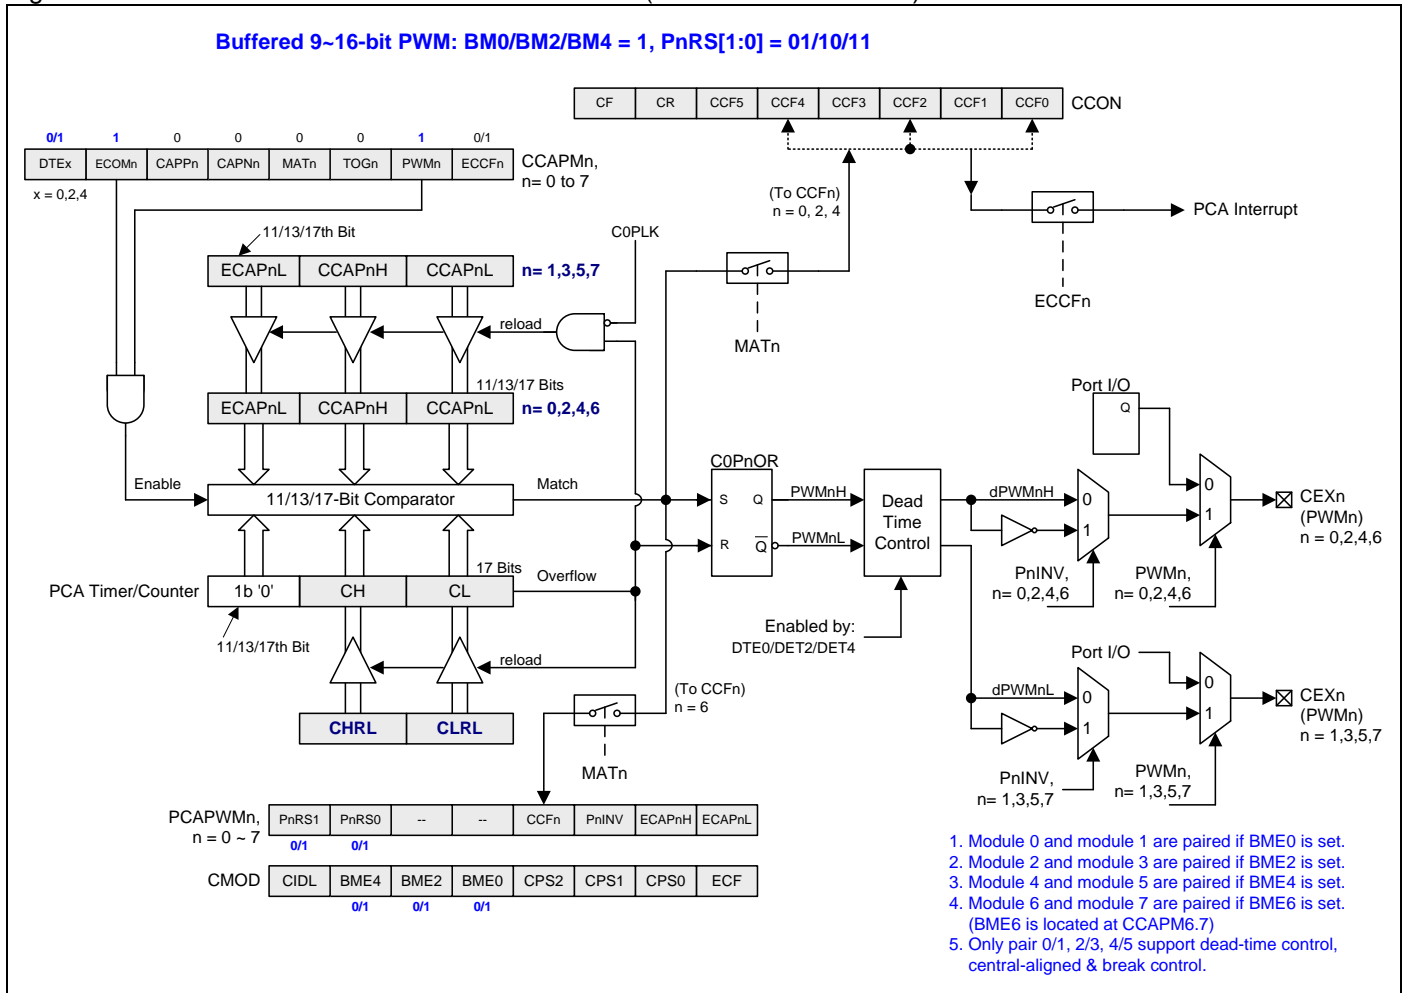 Buffered 9~16-bit PWM: BM0/BM2/BM4 = 1, PnRS[1:0] = 01/10/11
CF CR CCF5 CCF4 CCF3 CCF2 CCF1 CCF0 CCON
0/1 1 0 0 0 0 1 0/1
DTEx ECOMn CAPPn CAPNn MATn TOGn PWMn ECCFn CCAPMn,
n= 0 to 7
x = 0,2,4
(To CCFn)
n = 0, 2, 4
PCA Interrupt
11/13/17th Bit
C0PLK
ECAPnL CCAPnH CCAPnL n= 1,3,5,7
ECCFn
reload
MATn
11/13/17 Bits
ECAPnL CCAPnH CCAPnL n= 0,2,4,6
Port I/O
Q
C0PnOR
Enable
11/13/17-Bit Comparator
Match
S Q
PWMnH
R Q
PWMnL
Dead
Time
Control
dPWMnH
0
1
0
1
CEXn
(PWMn)
n = 0,2,4,6
PnINV,
n= 0,2,4,6
PWMn,
n= 0,2,4,6
17 Bits
PCA Timer/Counter
1b '0' CH CL
Overflow
11/13/17th Bit
Enabled by:
DTE0/DET2/DET4
reload
Port I/O
dPWMnL
0
1
0
1
CEXn
(PWMn)
n = 1,3,5,7
(To CCFn)
n = 6
CHRL CLRL
MATn
PnINV,
n= 1,3,5,7
PWMn,
n= 1,3,5,7
PCAPWMn,
n = 0 ~ 7
PnRS1 PnRS0 -- -- CCFn PnINV ECAPnH ECAPnL
0/1 0/1
CMOD CIDL BME4 BME2 BME0 CPS2 CPS1 CPS0 ECF
0/1 0/1 0/1
1. Module 0 and module 1 are paired if BME0 is set.
2. Module 2 and module 3 are paired if BME2 is set.
3. Module 4 and module 5 are paired if BME4 is set.
4. Module 6 and module 7 are paired if BME6 is set.
(BME6 is located at CCAPM6.7)
5. Only pair 0/1, 2/3, 4/5 support dead-time control,
central-aligned & break control.